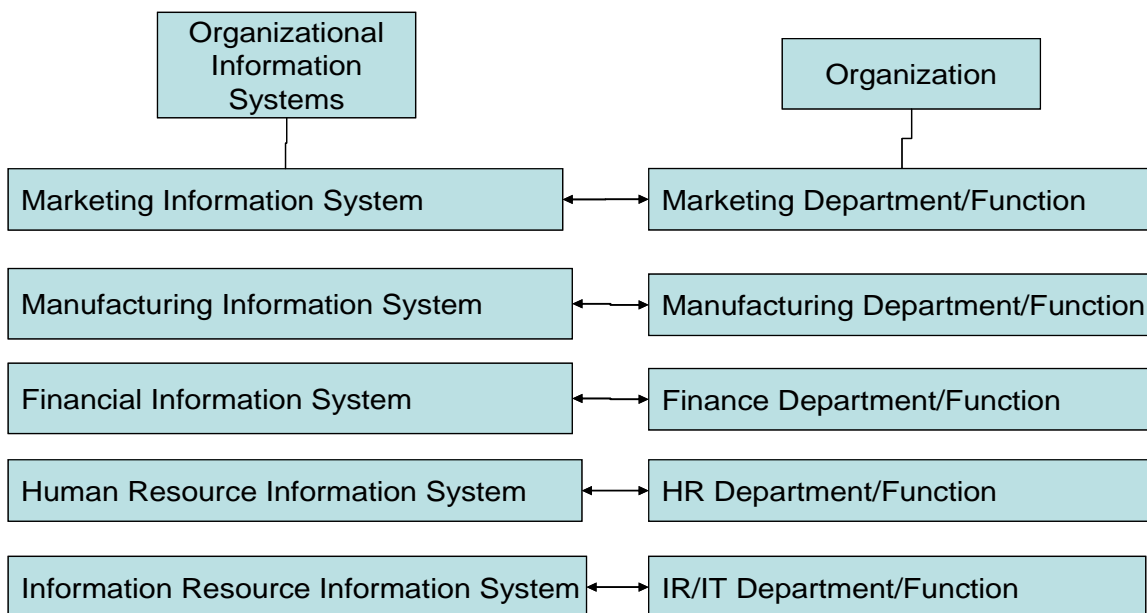 Organizational
Information
Systems
Organization
Marketing Information System
Marketing Department/Function
Manufacturing Information System
Manufacturing Department/Function
Financial Information System
Finance Department/Function
Human Resource Information System
HR Department/Function
Information Resource Information System
IR/IT Department/Function